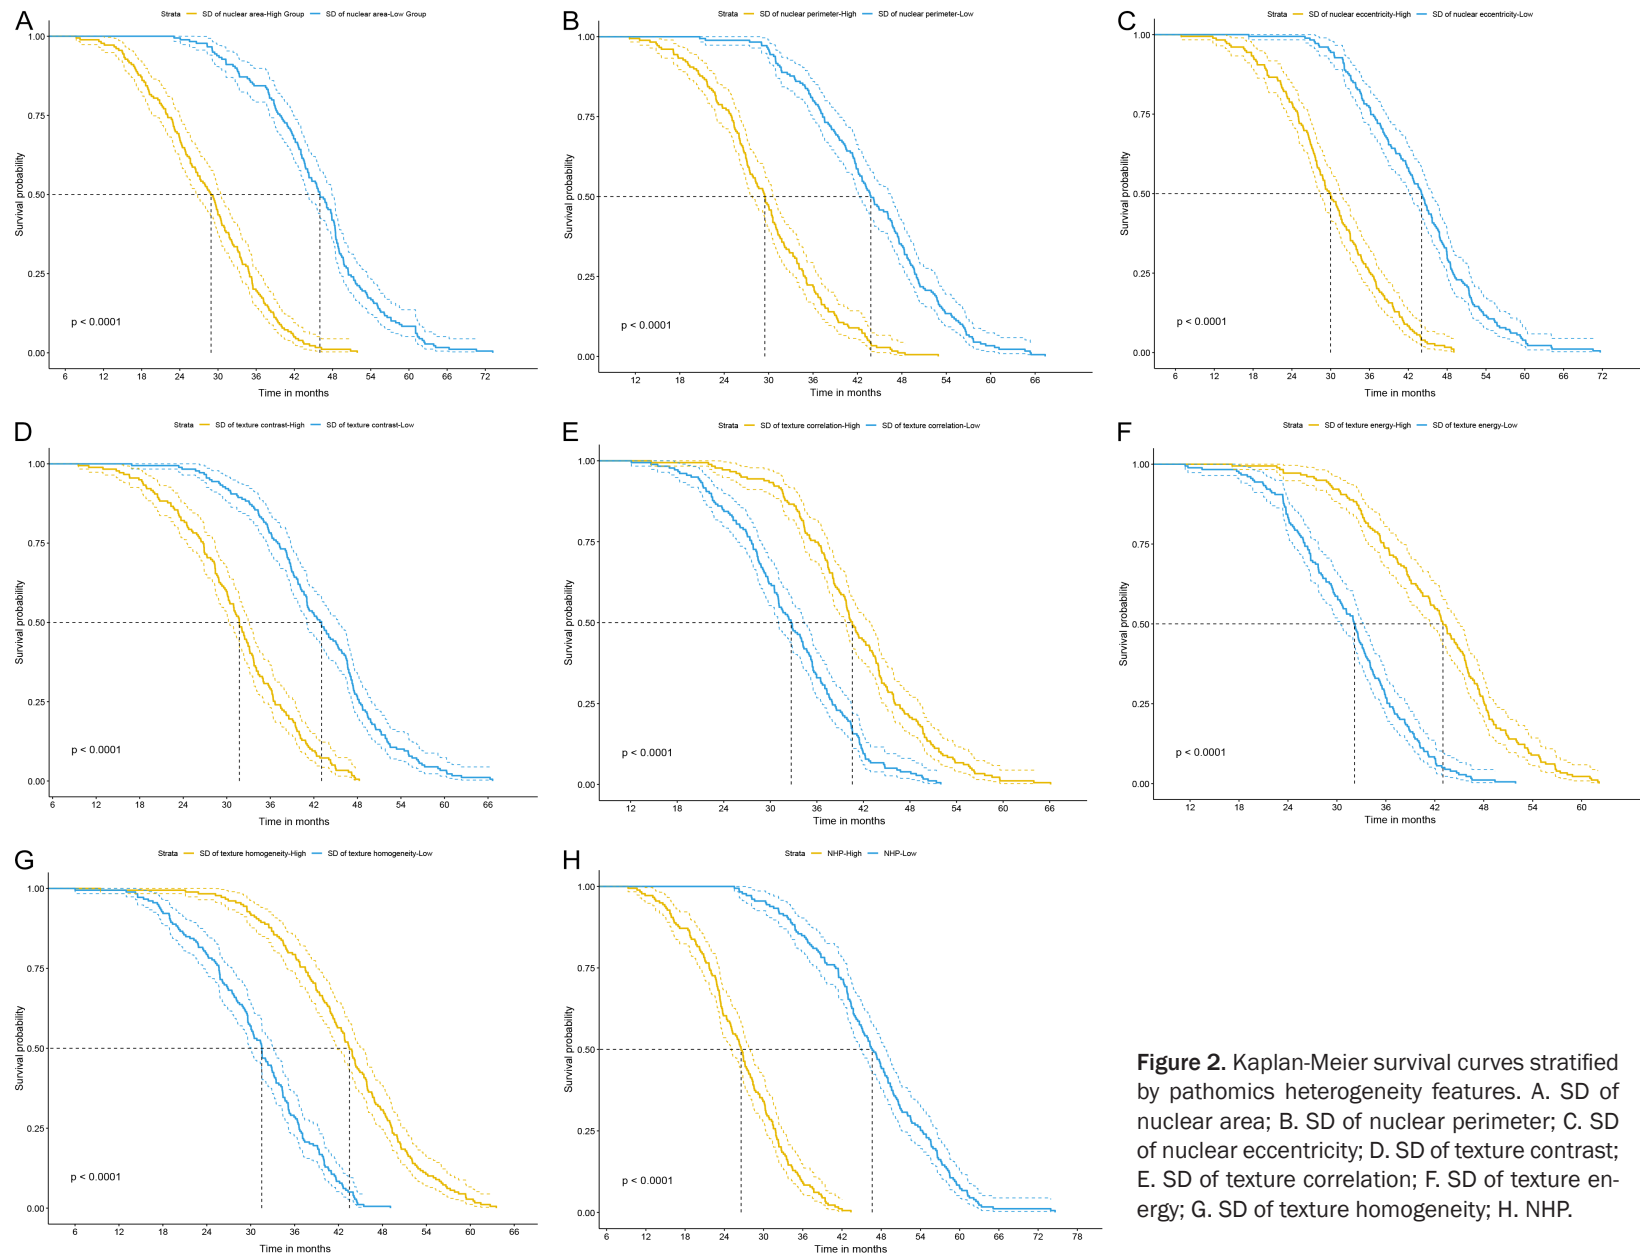 A
Strata SD of nuclear area-High Group SD of nuclear area-Low Group
Survival probability
1.00
0.75
0.50
0.25
0.00
p < 0.0001
6 12 18 24 30 36 42 48 54 60 66 72
Time in months
B
Strata SD of nuclear perimeter-High SD of nuclear perimeter-Low
Survival probability
1.00
0.75
0.50
0.25
0.00
p < 0.0001
12 18 24 30 36 42 48 54 60 66
Time in months
C
Strata SD of nuclear eccentricity-High SD of nuclear eccentricity-Low
Survival probability
1.00
0.75
0.50
0.25
0.00
p < 0.0001
6 12 18 24 30 36 42 48 54 60 66 72
Time in months
D
Strata SD of texture contrast-High SD of texture contrast-Low
Survival probability
1.00
0.75
0.50
0.25
0.00
p < 0.0001
6 12 18 24 30 36 42 48 54 60 66
Time in months
E
Strata SD of texture correlation-High SD of texture correlation-Low
Survival probability
1.00
0.75
0.50
0.25
0.00
p < 0.0001
12 18 24 30 36 42 48 54 60 66
Time in months
F
Strata SD of texture energy-High SD of texture energy-Low
Survival probability
1.00
0.75
0.50
0.25
0.00
p < 0.0001
12 18 24 30 36 42 48 54 60
Time in months
G
Strata SD of texture homogeneity-High SD of texture homogeneity-Low
Survival probability
1.00
0.75
0.50
0.25
0.00
p < 0.0001
0 6 12 18 24 30 36 42 48 54 60 66
Time in months
H
Strata NHP-High NHP-Low
Survival probability
1.00
0.75
0.50
0.25
0.00
p < 0.0001
6 12 18 24 30 36 42 48 54 60 66 72 78
Time in months
Figure 2. Kaplan-Meier survival curves stratified
by pathomics heterogeneity features. A. SD of
nuclear area; B. SD of nuclear perimeter; C. SD
of nuclear eccentricity; D. SD of texture contrast;
E. SD of texture correlation; F. SD of texture en-
ergy; G. SD of texture homogeneity; H. NHP.